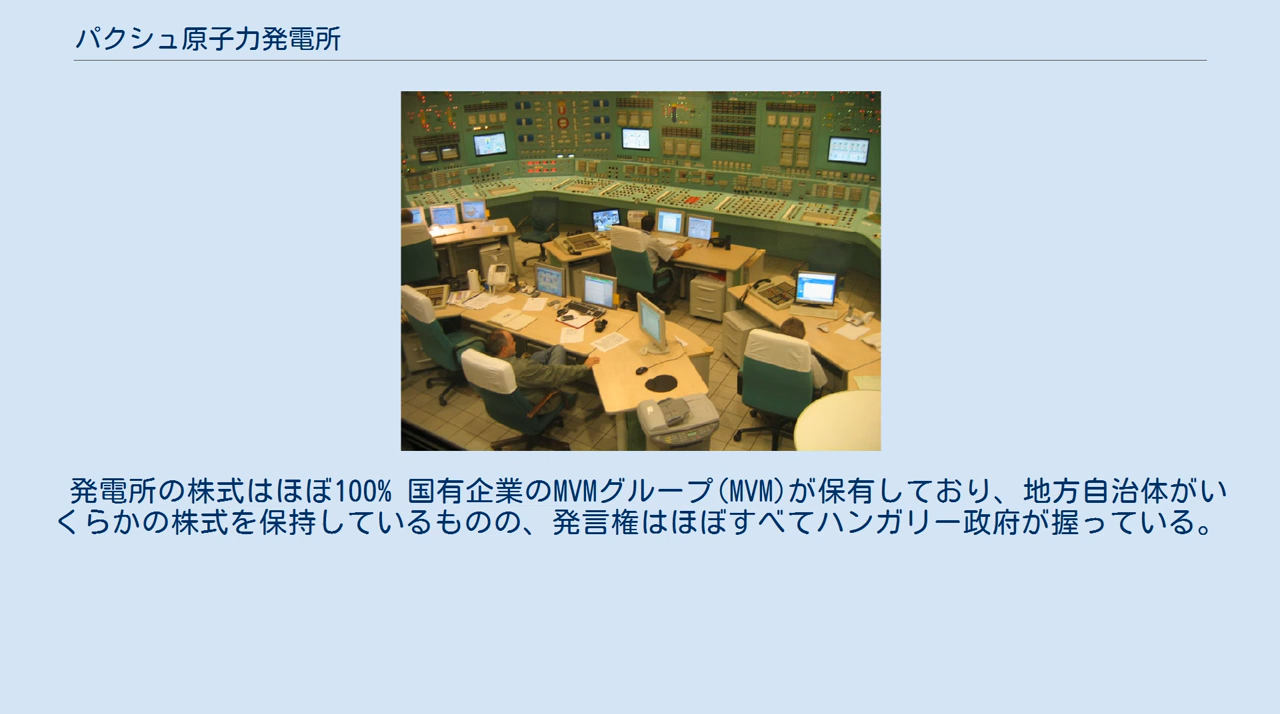 パクシュ原子力発電所
発電所の株式はほぼ100% 国有企業のMVMグループ(MVM)が保有しており、地方自治体がい
くらかの株式を保持しているものの、発言権はほぼすべてハンガリー政府が握っている。